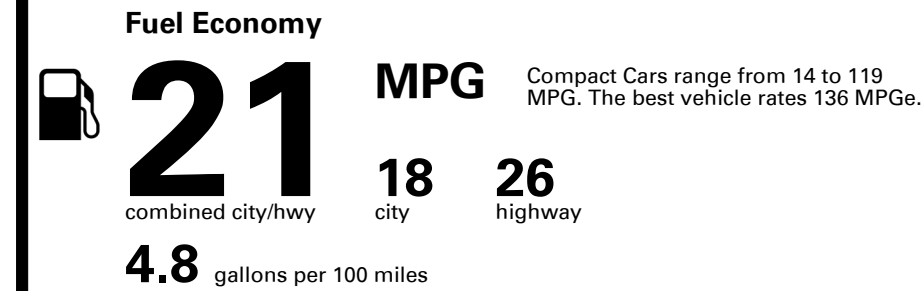 Fuel Economy
21 MPG
Compact Cars range from 14 to 119
MPG. The best vehicle rates 136 MPGe.
18 26
combined city/hwy city highway
4.8 gallons per 100 miles